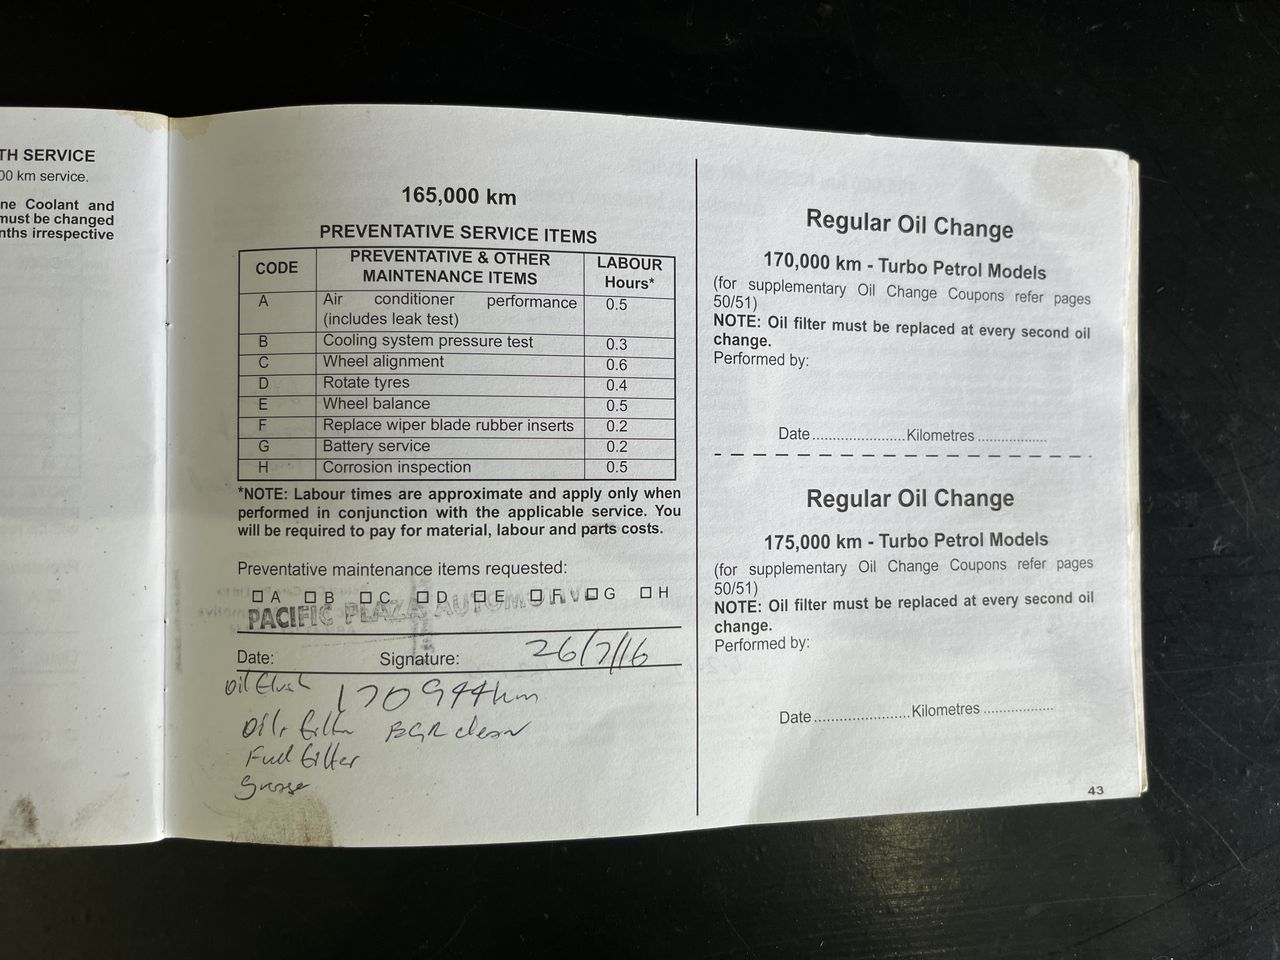 TH SERVICE
00 km service.
ne Coolant and
must be changed
nths irrespective
165,000 km
PREVENTATIVE SERVICE ITEMS
CODE PREVENTATIVE & OTHER MAINTENANCE ITEMS LABOUR Hours*
A Air conditioner performance 0.5
(includes leak test)
B Cooling system pressure test 0.3
C Wheel alignment 0.6
D Rotate tyres 0.4
E Wheel balance 0.5
F Replace wiper blade rubber inserts 0.2
G Battery service 0.2
H Corrosion inspection 0.5
*NOTE: Labour times are approximate and apply only when
performed in conjunction with the applicable service. You
will be required to pay for material, labour and parts costs.
Preventative maintenance items requested:
A B C D E F G H
PACIFIC PLAZA
Date: Signature: 26/7/16
Oil flush 170944km
Oil filter EGR clean
Fuel filter
grease
Regular Oil Change
170,000 km - Turbo Petrol Models
(for supplementary Oil Change Coupons refer pages
50/51)
NOTE: Oil filter must be replaced at every second oil
change.
Performed by:
Date ....................... Kilometres .................
Regular Oil Change
175,000 km - Turbo Petrol Models
(for supplementary Oil Change Coupons refer pages
50/51)
NOTE: Oil filter must be replaced at every second oil
change.
Performed by:
Date ....................... Kilometres .................
43